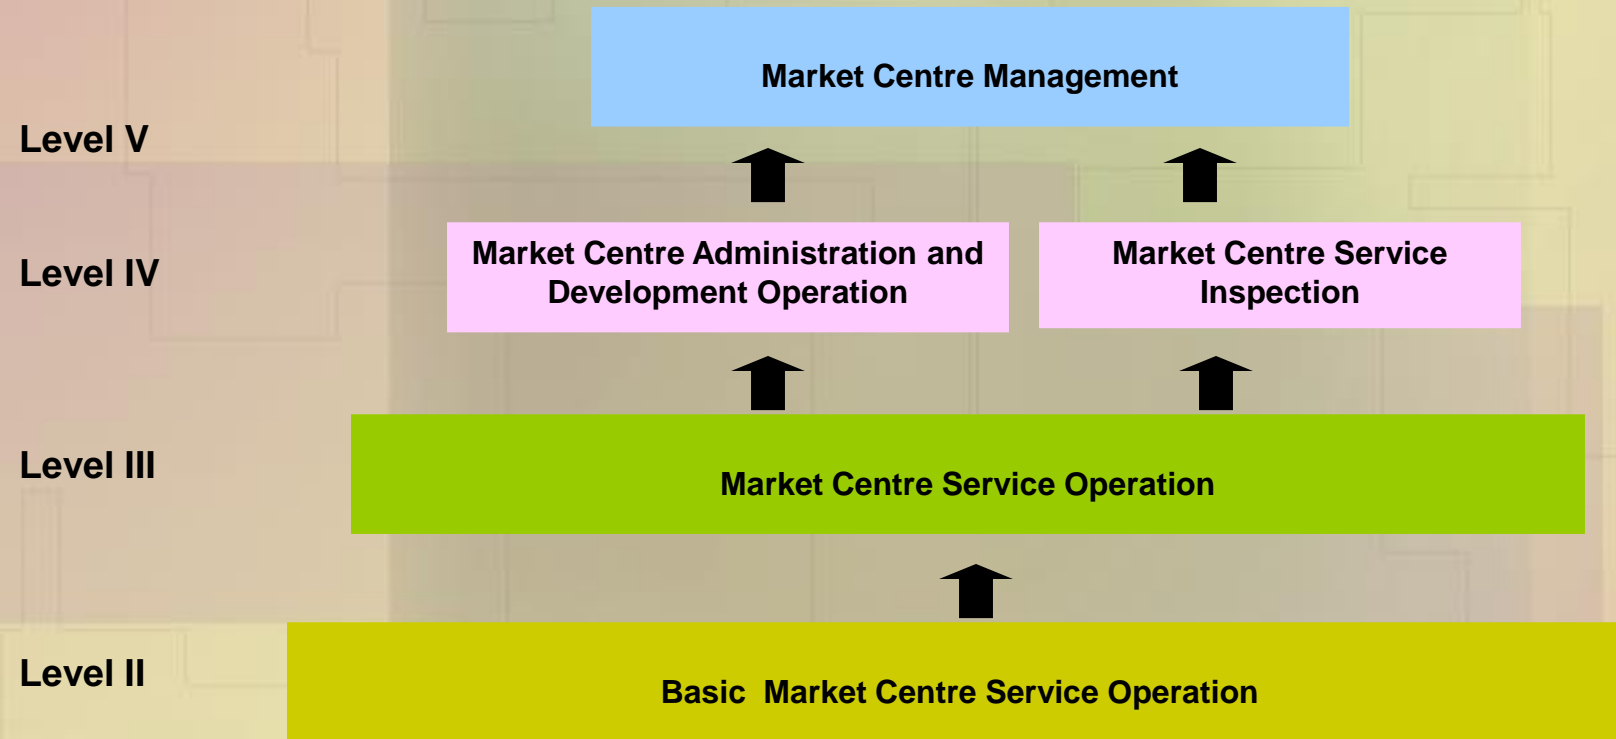 Market Centre Management
Level V
Level IV
Market Centre Administration and
Development Operation
Market Centre Service
Inspection
Level III
Market Centre Service Operation
Level II
Basic  Market Centre Service Operation